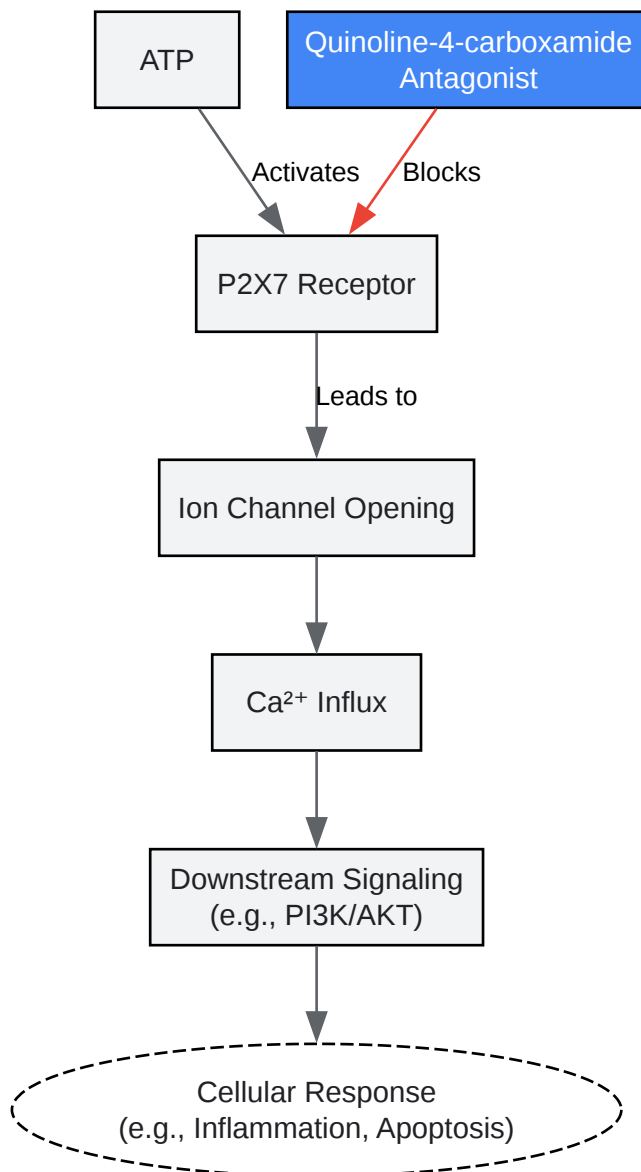 ATP
Quinoline-4-carboxamide
Antagonist
Activates
Blocks
P2X7 Receptor
Leads to
Ion Channel Opening
Ca²⁺ Influx
Downstream Signaling
(e.g., PI3K/AKT)
Cellular Response
(e.g., Inflammation, Apoptosis)